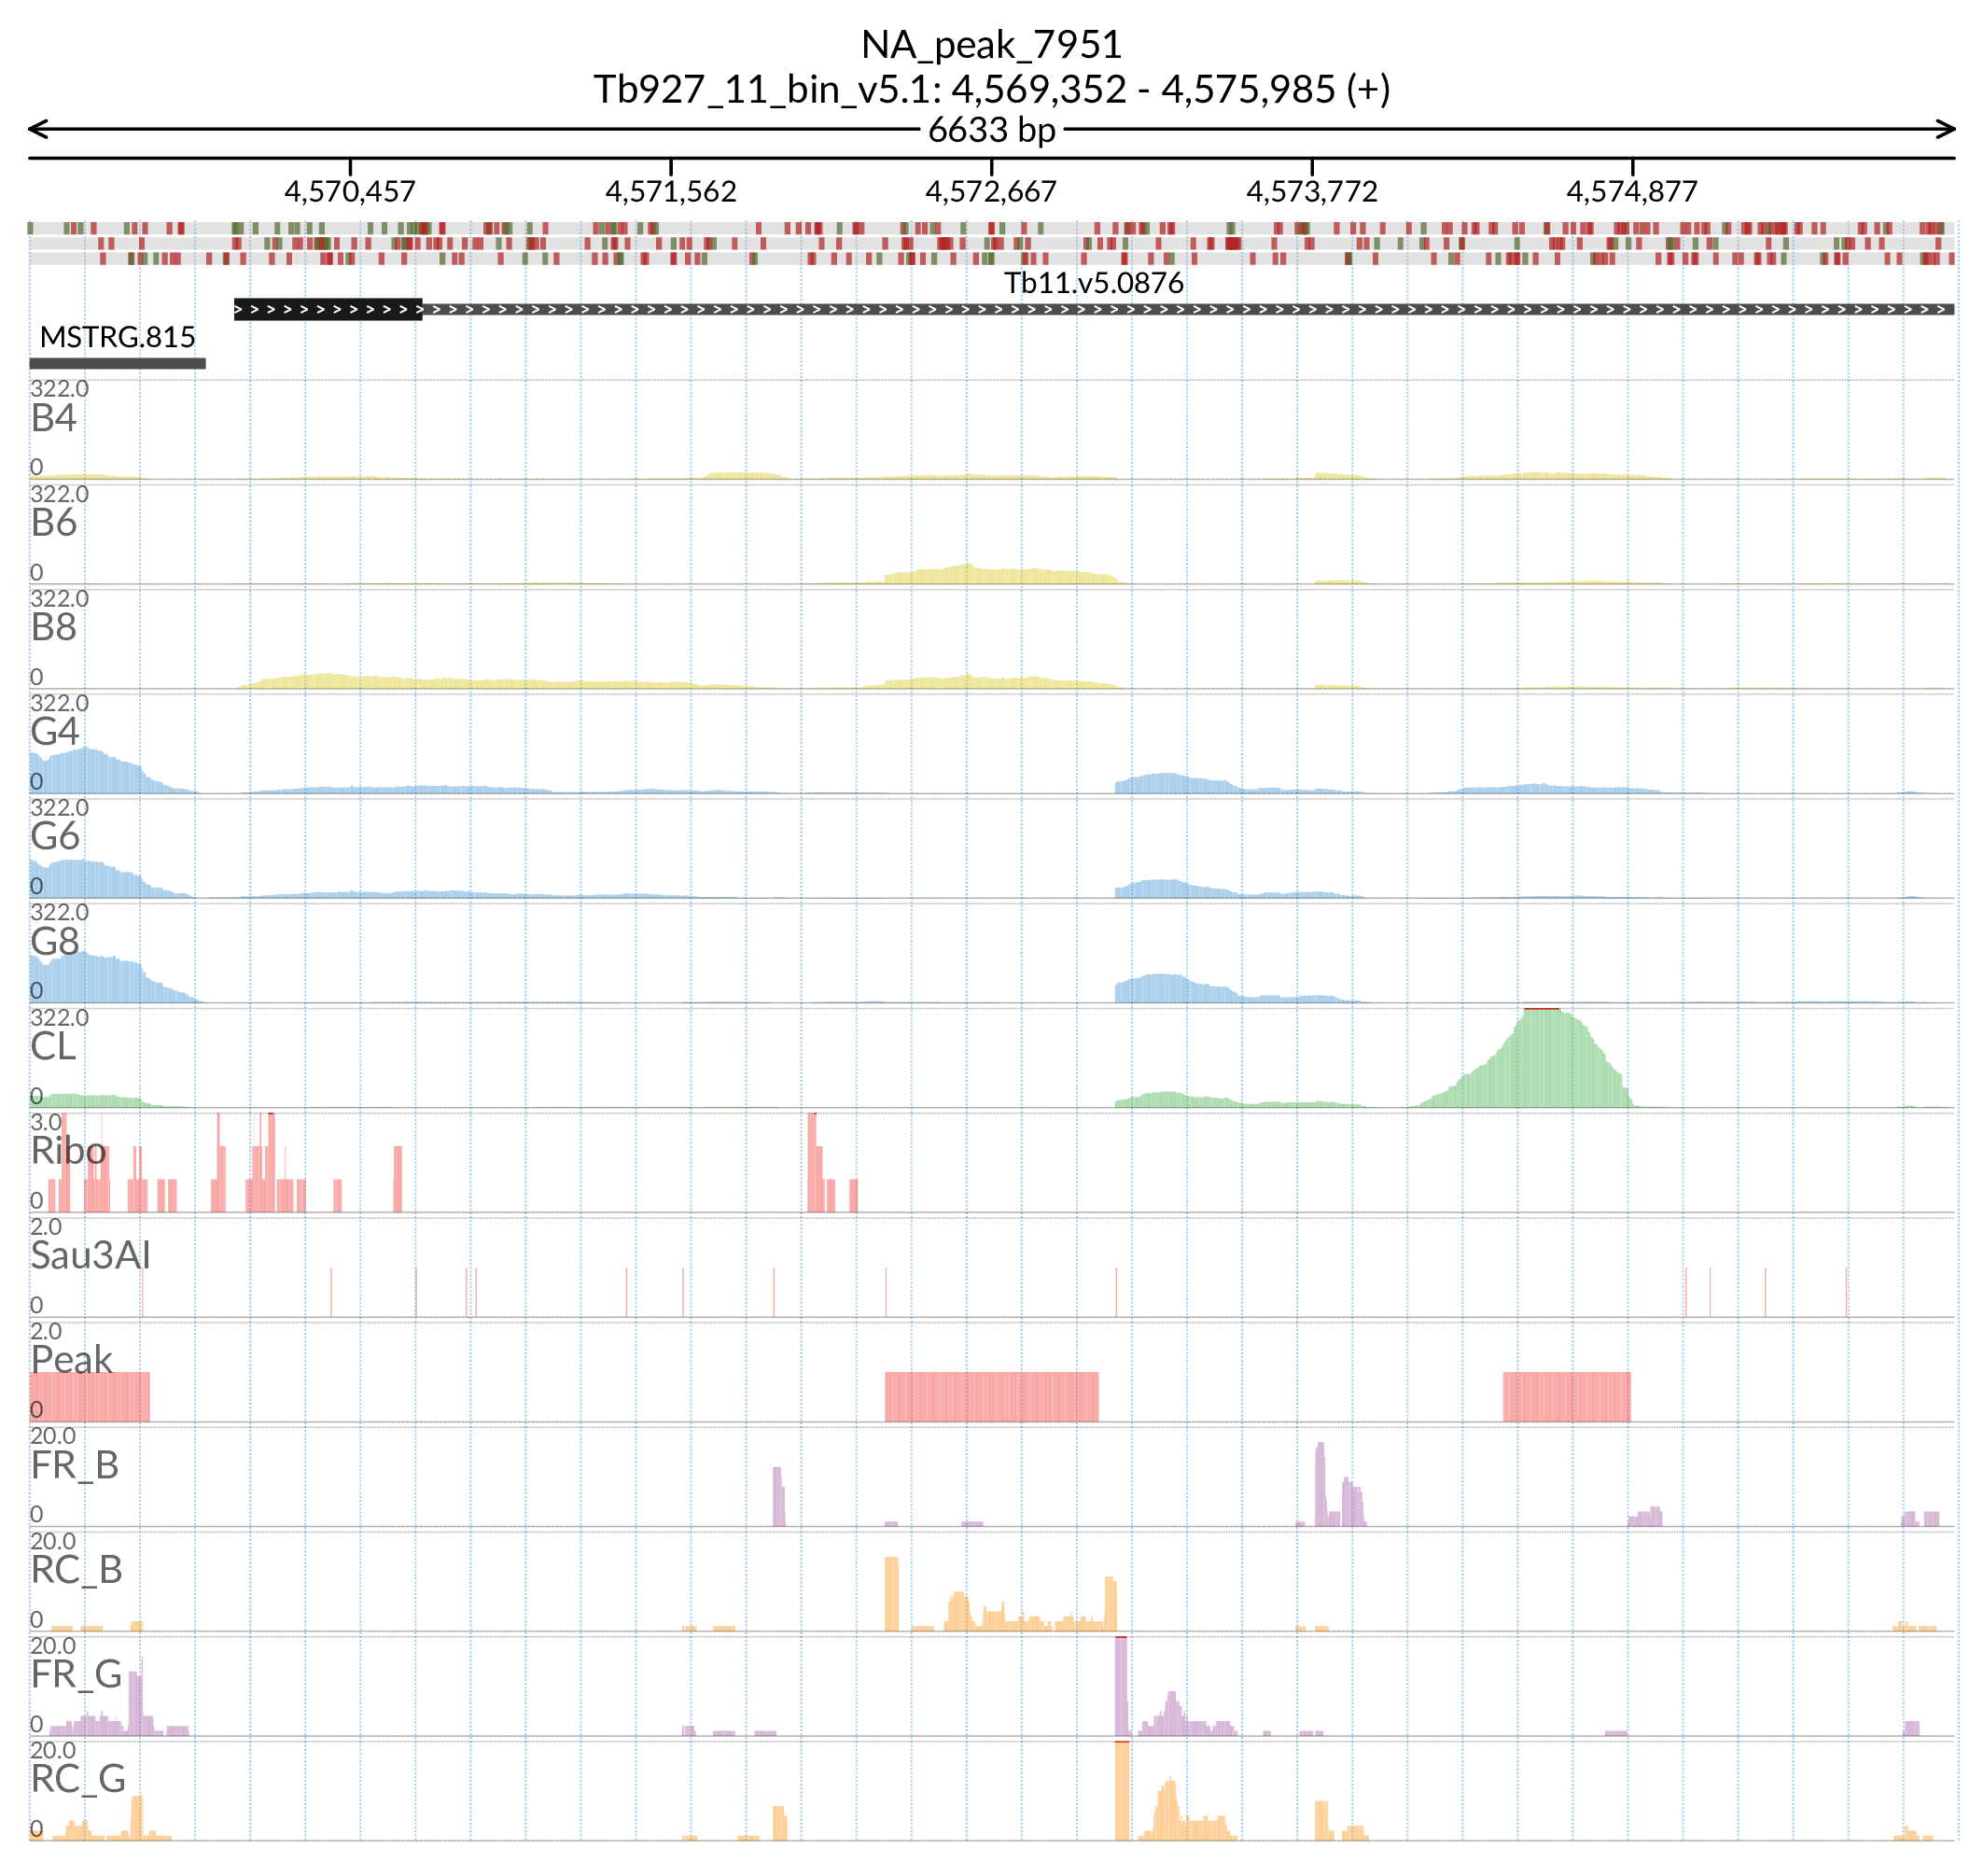 NA_peak_7951
Tb927_11_bin_v5.1: 4,569,352 - 4,575,985 (+)
6633 bp
4,570,457 4,571,562 4,572,667 4,573,772 4,574,877
Tb11.v5.0876
MSTRG.815
322.0
B4
0
322.0
B6
0
322.0
B8
0
322.0
G4
0
322.0
G6
0
322.0
G8
0
322.0
CL
0
3.0
Ribo
0
2.0
Sau3AI
0
2.0
Peak
0
20.0
FR_B
0
20.0
RC_B
0
20.0
FR_G
0
20.0
RC_G
0